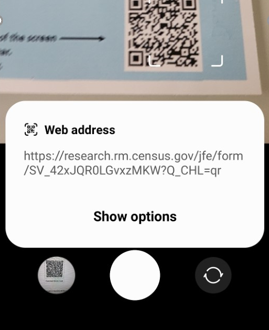 of the screen
Web address
https://research.rm.census.gov/jfe/form
/SV_42xJQR0LGvxzMKW?Q_CHL=qr
Show options